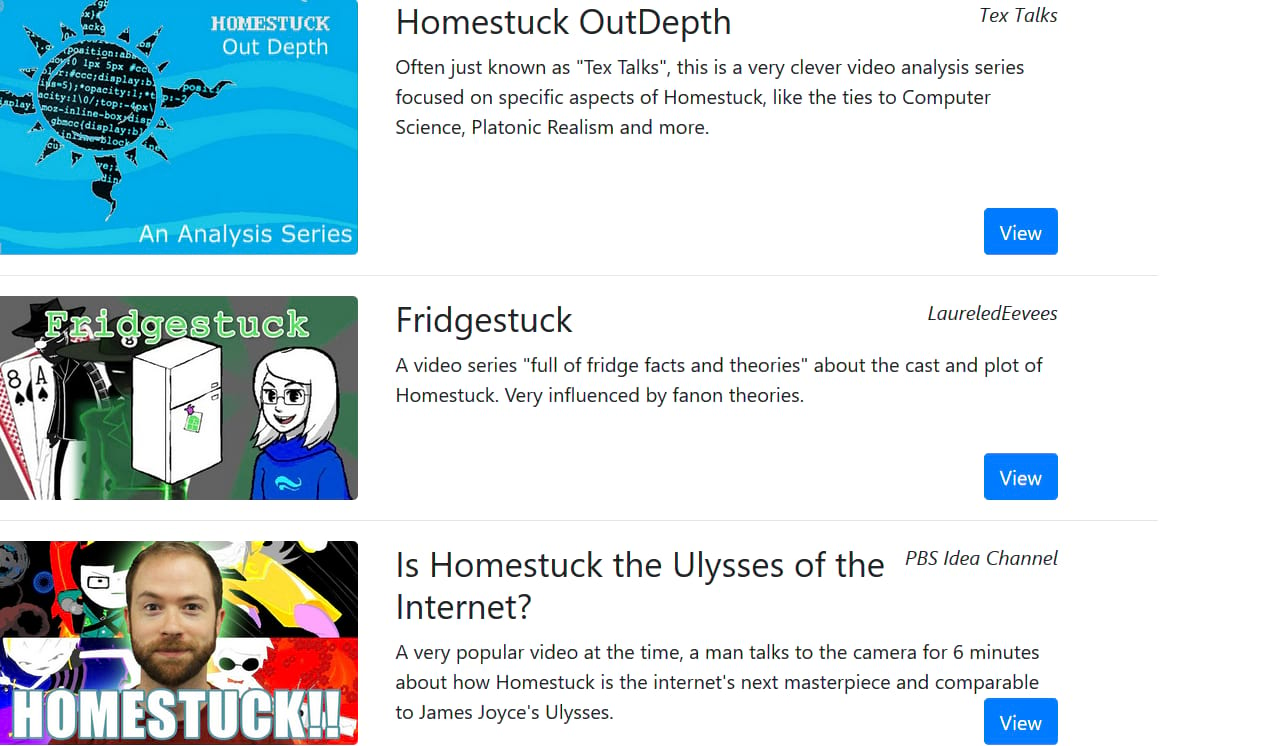 HOMESTUCK
Out Depth
An Analysis Series
Homestuck OutDepth
Tex Talks
Often just known as "Tex Talks", this is a very clever video analysis series
focused on specific aspects of Homestuck, like the ties to Computer
Science, Platonic Realism and more.
View
Fridgestuck
8
A
8
Fridgestuck
LaureledEevees
A video series "full of fridge facts and theories" about the cast and plot of
Homestuck. Very influenced by fanon theories.
View
HOMESTUCK!!
Is Homestuck the Ulysses of the
Internet?
PBS Idea Channel
A very popular video at the time, a man talks to the camera for 6 minutes
about how Homestuck is the internet's next masterpiece and comparable
to James Joyce's Ulysses.
View